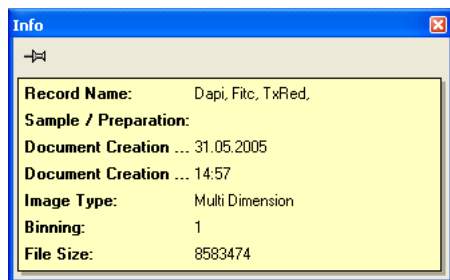 Info
Record Name: Dapi, Fitc, TxRed,
Sample / Preparation:
Document Creation ... 31.05.2005
Document Creation ... 14:57
Image Type: Multi Dimension
Binning: 1
File Size: 8583474